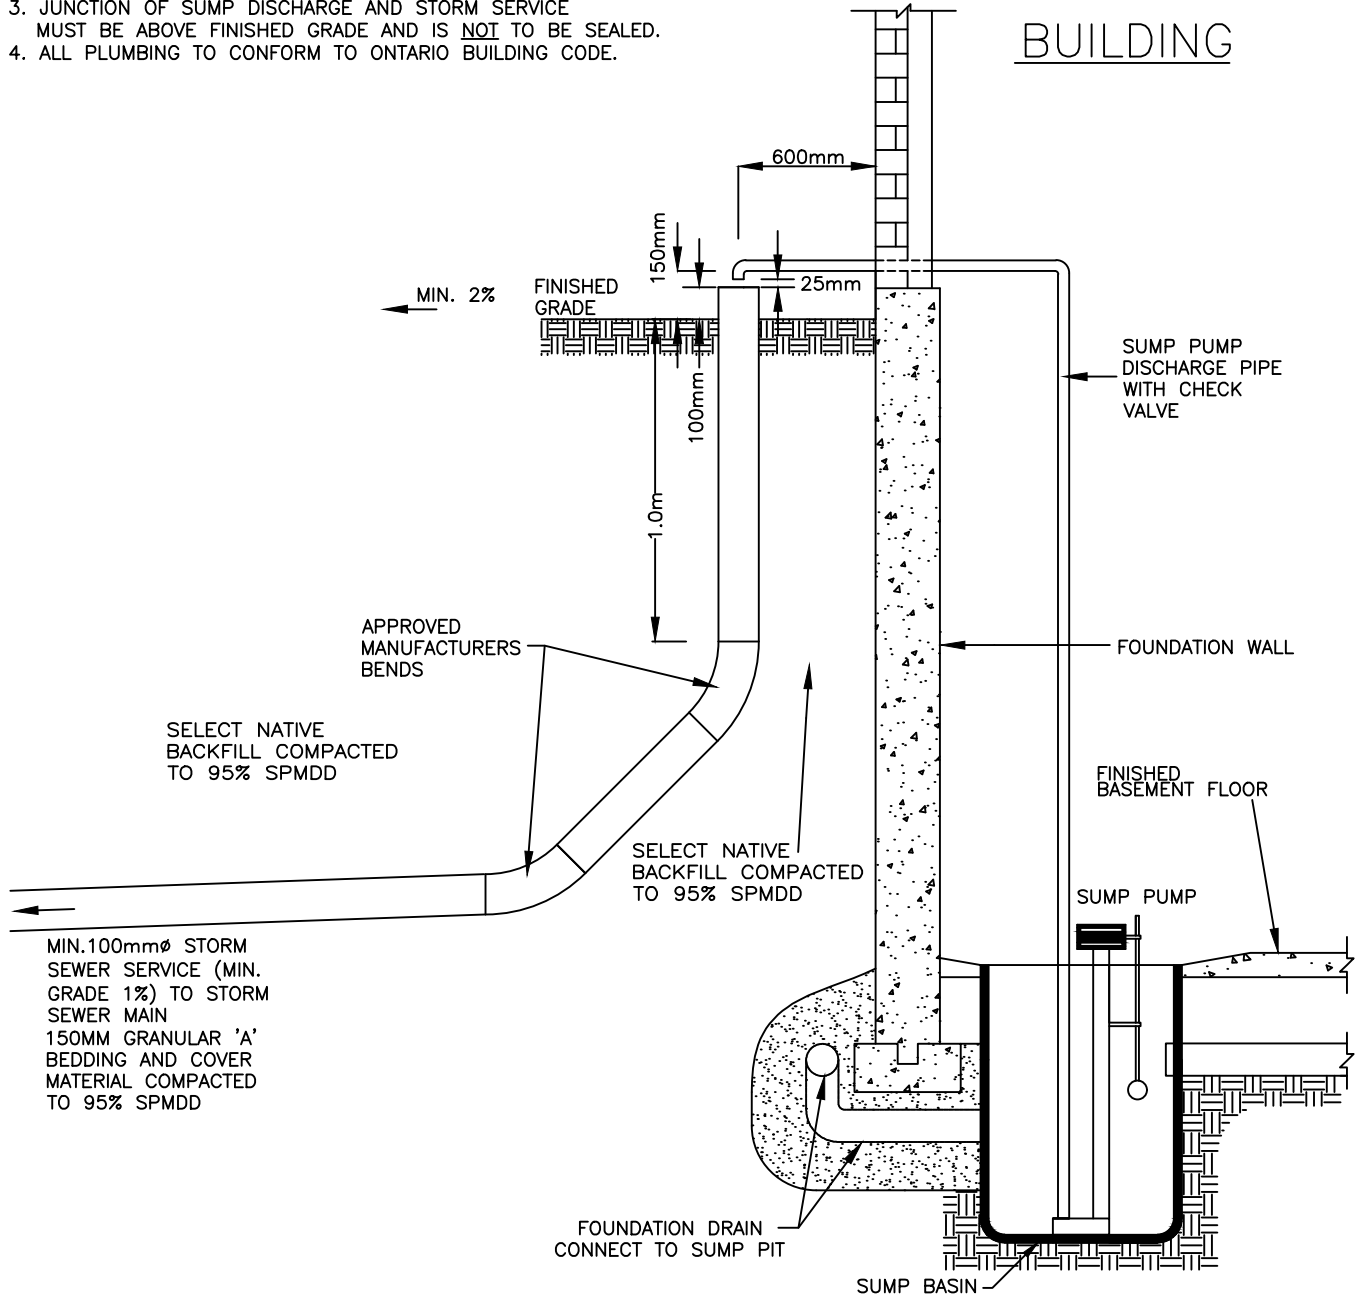 3. JUNCTION OF SUMP DISCHARGE AND STORM SERVICE
MUST BE ABOVE FINISHED GRADE AND IS NOT TO BE SEALED.
4. ALL PLUMBING TO CONFORM TO ONTARIO BUILDING CODE.
BUILDING
600mm
150mm
25mm
MIN. 2%
FINISHED
GRADE
100mm
1.0m
SUMP PUMP
DISCHARGE PIPE
WITH CHECK
VALVE
APPROVED
MANUFACTURERS
BENDS
FOUNDATION WALL
SELECT NATIVE
BACKFILL COMPACTED
TO 95% SPMDD
FINISHED
BASEMENT FLOOR
SELECT NATIVE
BACKFILL COMPACTED
TO 95% SPMDD
SUMP PUMP
MIN.100mmø STORM
SEWER SERVICE (MIN.
GRADE 1%) TO STORM
SEWER MAIN
150MM GRANULAR 'A'
BEDDING AND COVER
MATERIAL COMPACTED
TO 95% SPMDD
FOUNDATION DRAIN
CONNECT TO SUMP PIT
SUMP BASIN